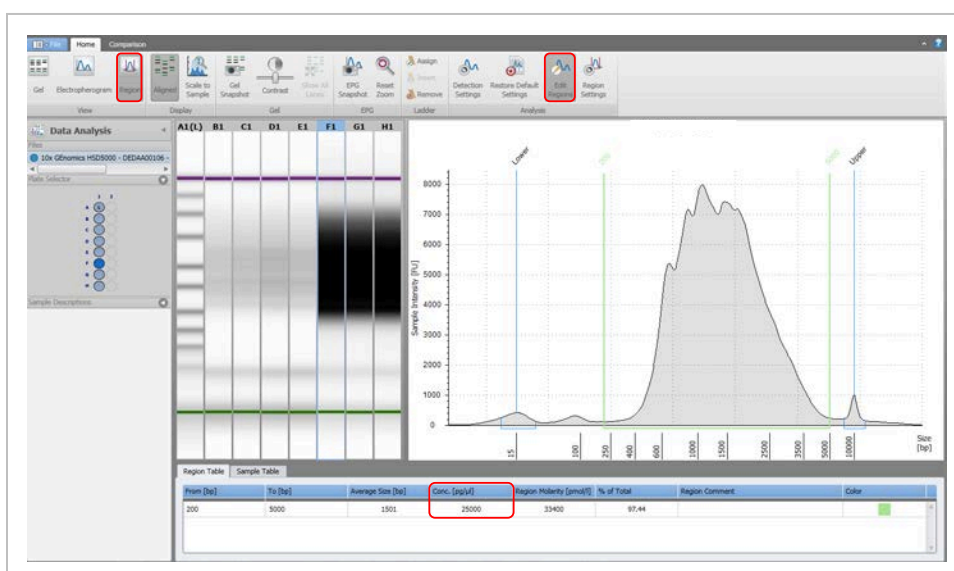 File Home Comparison
Gel Electropherogram Region Aligned Scale to Sample Gel Snapshot Contrast Show All Lanes EPG Snapshot Reset Zoom Assign Insert Remove Detection Settings Restore Default Settings Edit Regions Region Settings
View Display Gel EPG Ladder Analysis
Data Analysis
Files
10x GEnomics HSD5000 - DEDAA00106 -
Plate Selector
Sample Descriptions
A1(L) B1 C1 D1 E1 F1 G1 H1
Lower 200 5000 Upper
Sample Intensity [FU]
8000
7000
6000
5000
4000
3000
2000
1000
0
15 100 250 400 600 1000 1500 2500 3500 5000 10000
Size [bp]
Region Table Sample Table
From [bp] To [bp] Average Size [bp] Conc. [pg/µl] Region Molarity [pmol/l] % of Total Region Comment Color
200 5000 1501 25000 33400 97.44